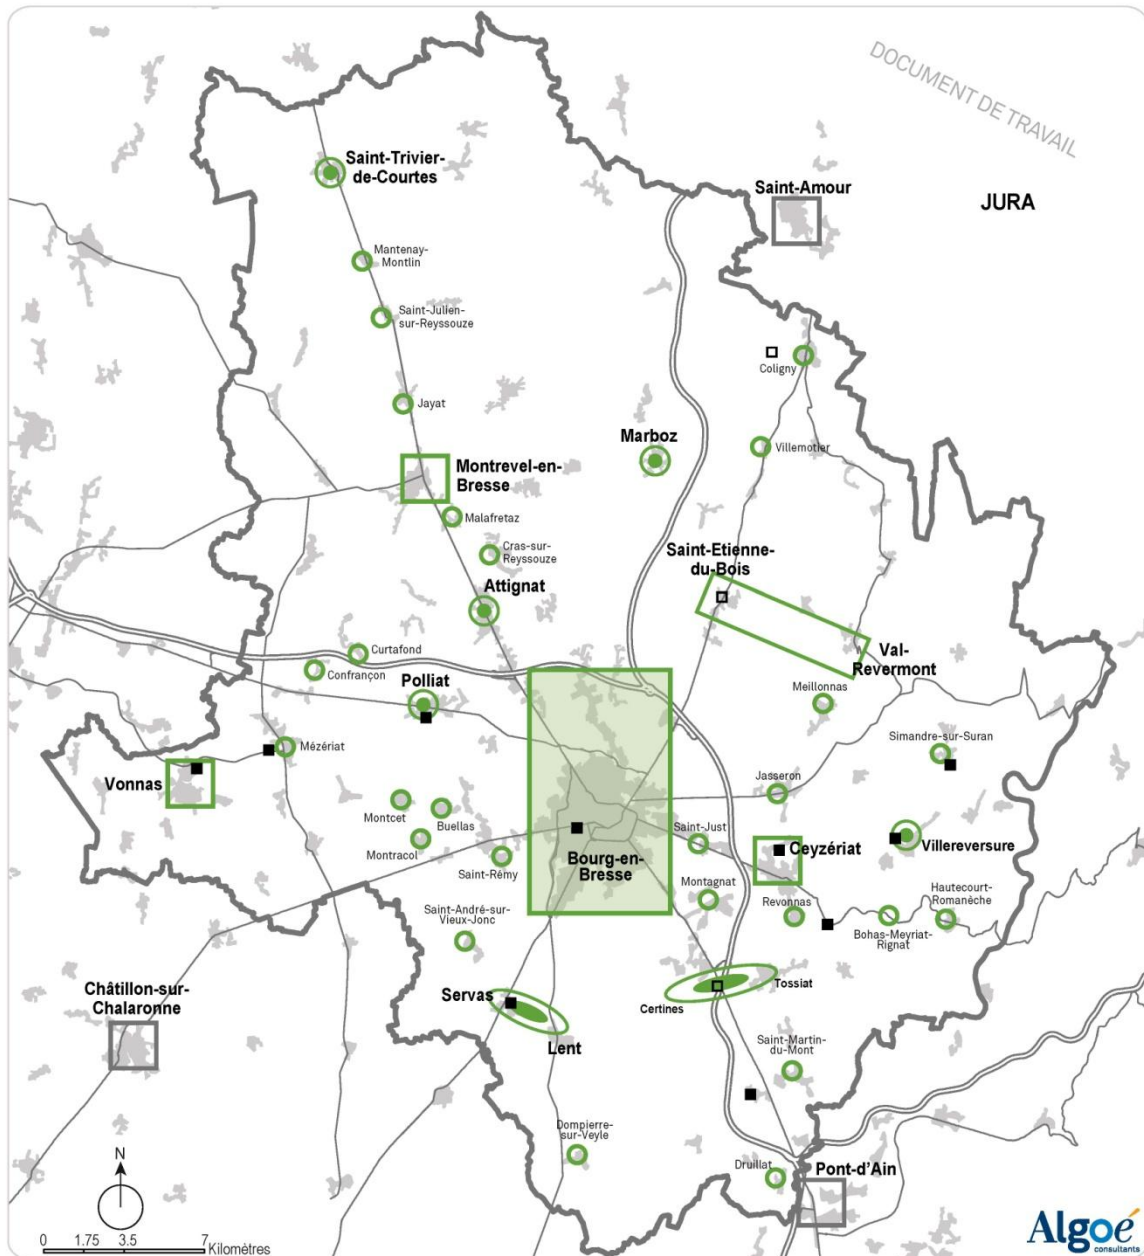 DOCUMENT DE TRAVAIL
Saint-Trivier-
de-Courtes
Saint-Amour
JURA
Mantenay-
Montlin
Saint-Julien-
sur-Reyssouze
Coligny
Jayat
Marboz
Villemotier
Montrevel-en-
Bresse
Malafretaz
Cras-sur-
Reyssouze
Saint-Etienne-
du-Bois
Attignat
Val-
Revermont
Curtafond
Confrançon
Polliat
Meillonnas
Simandre-sur-Suran
Mézériat
Vonnas
Jasseron
Montcet
Buellas
Montracol
Saint-Rémy
Saint-Just
Ceyzériat
Villereversure
Bourg-en-
Bresse
Montagnat
Revonnas
Hautecourt-
Romanèche
Bohas-Meyriat-
Rignat
Saint-André-sur-
Vieux-Jonc
Châtillon-sur-
Chalaronne
Servas
Lent
Certines
Tossiat
Saint-Martin-
du-Mont
Dompierre-
sur-Veyle
Druillat
Pont-d'Ain
N
0 1.75 3.5 7
Kilomètres
Algoé
consultants